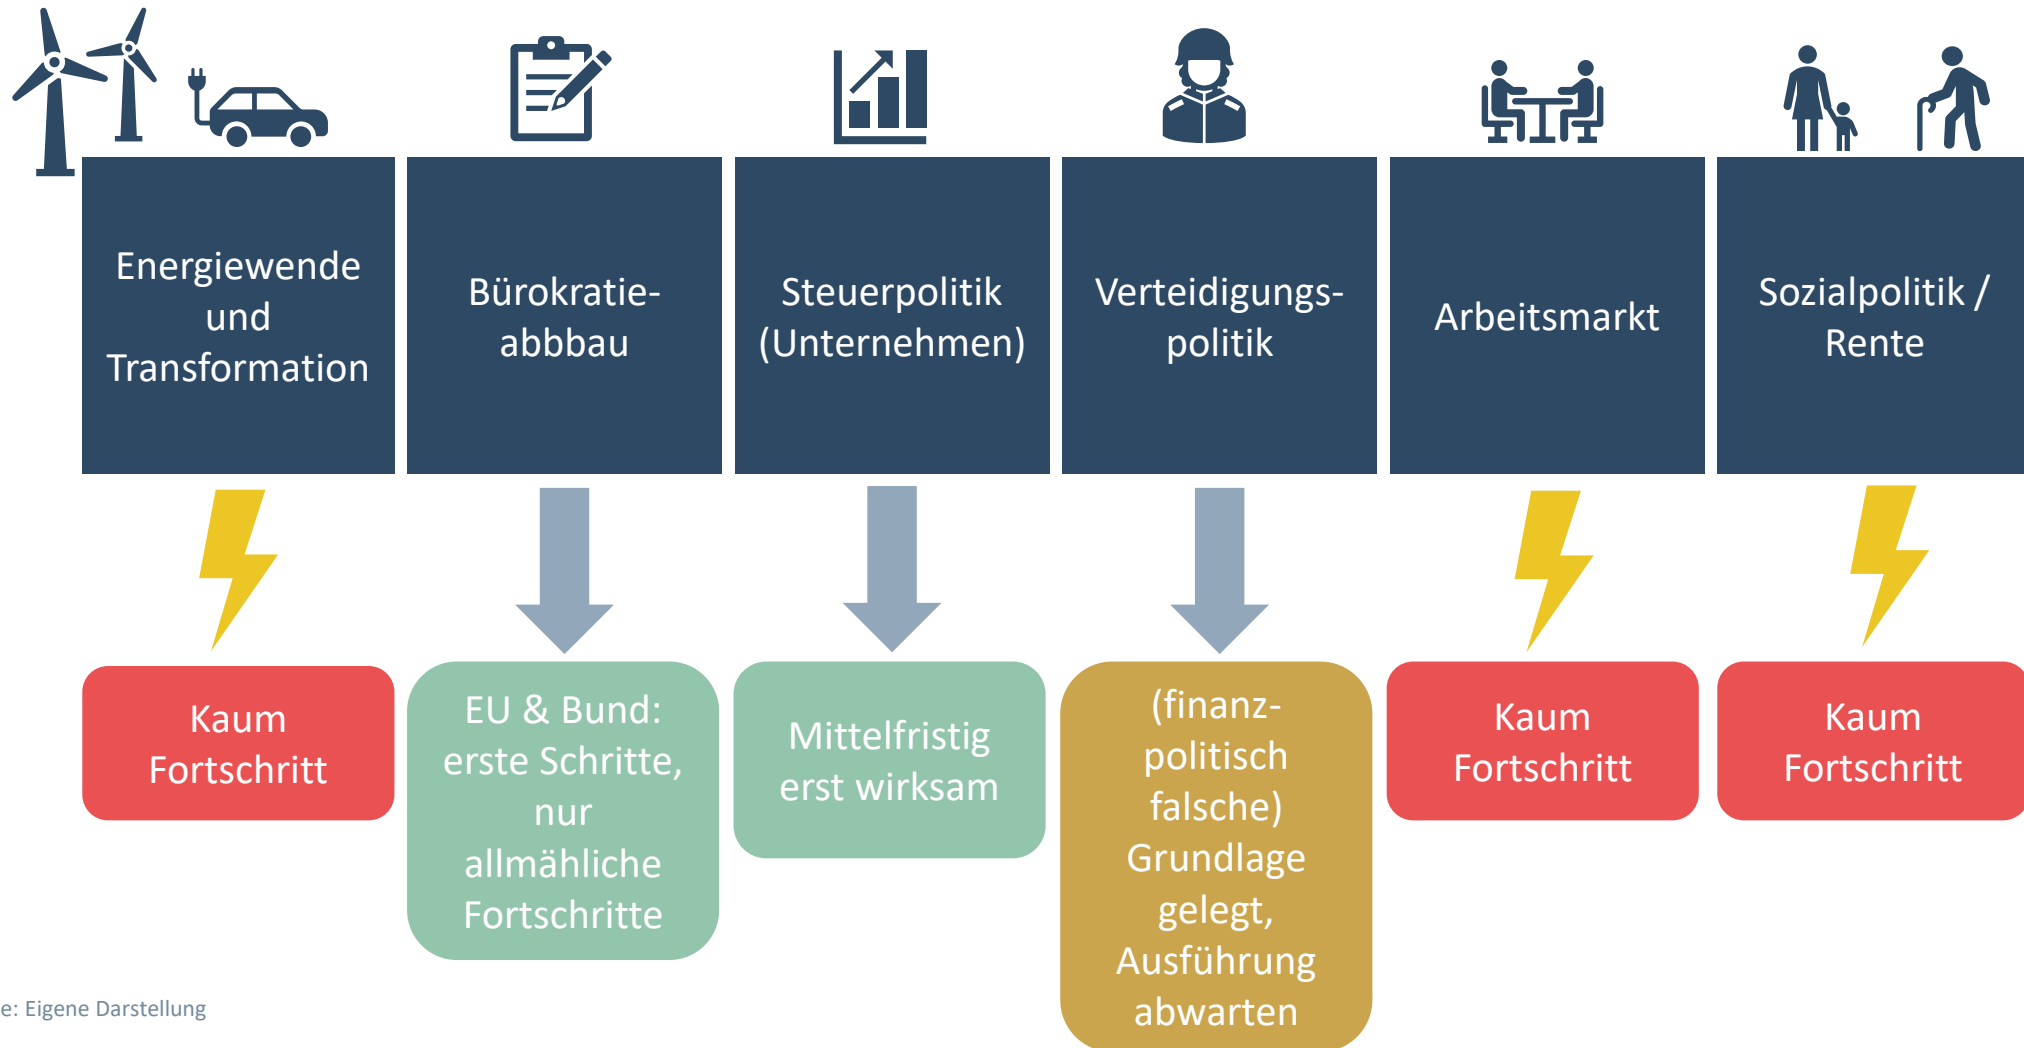 Energiewende
und
Transformation
Bürokratie-
abbbau
Steuerpolitik
(Unternehmen)
Verteidigungs-
politik
Arbeitsmarkt
Sozialpolitik /
Rente
Kaum
Fortschritt
EU & Bund:
erste Schritte,
nur
allmähliche
Fortschritte
Mittelfristig
erst wirksam
(finanz-
politisch
falsche)
Grundlage
gelegt,
Ausführung
abwarten
Kaum
Fortschritt
Kaum
Fortschritt
e: Eigene Darstellung